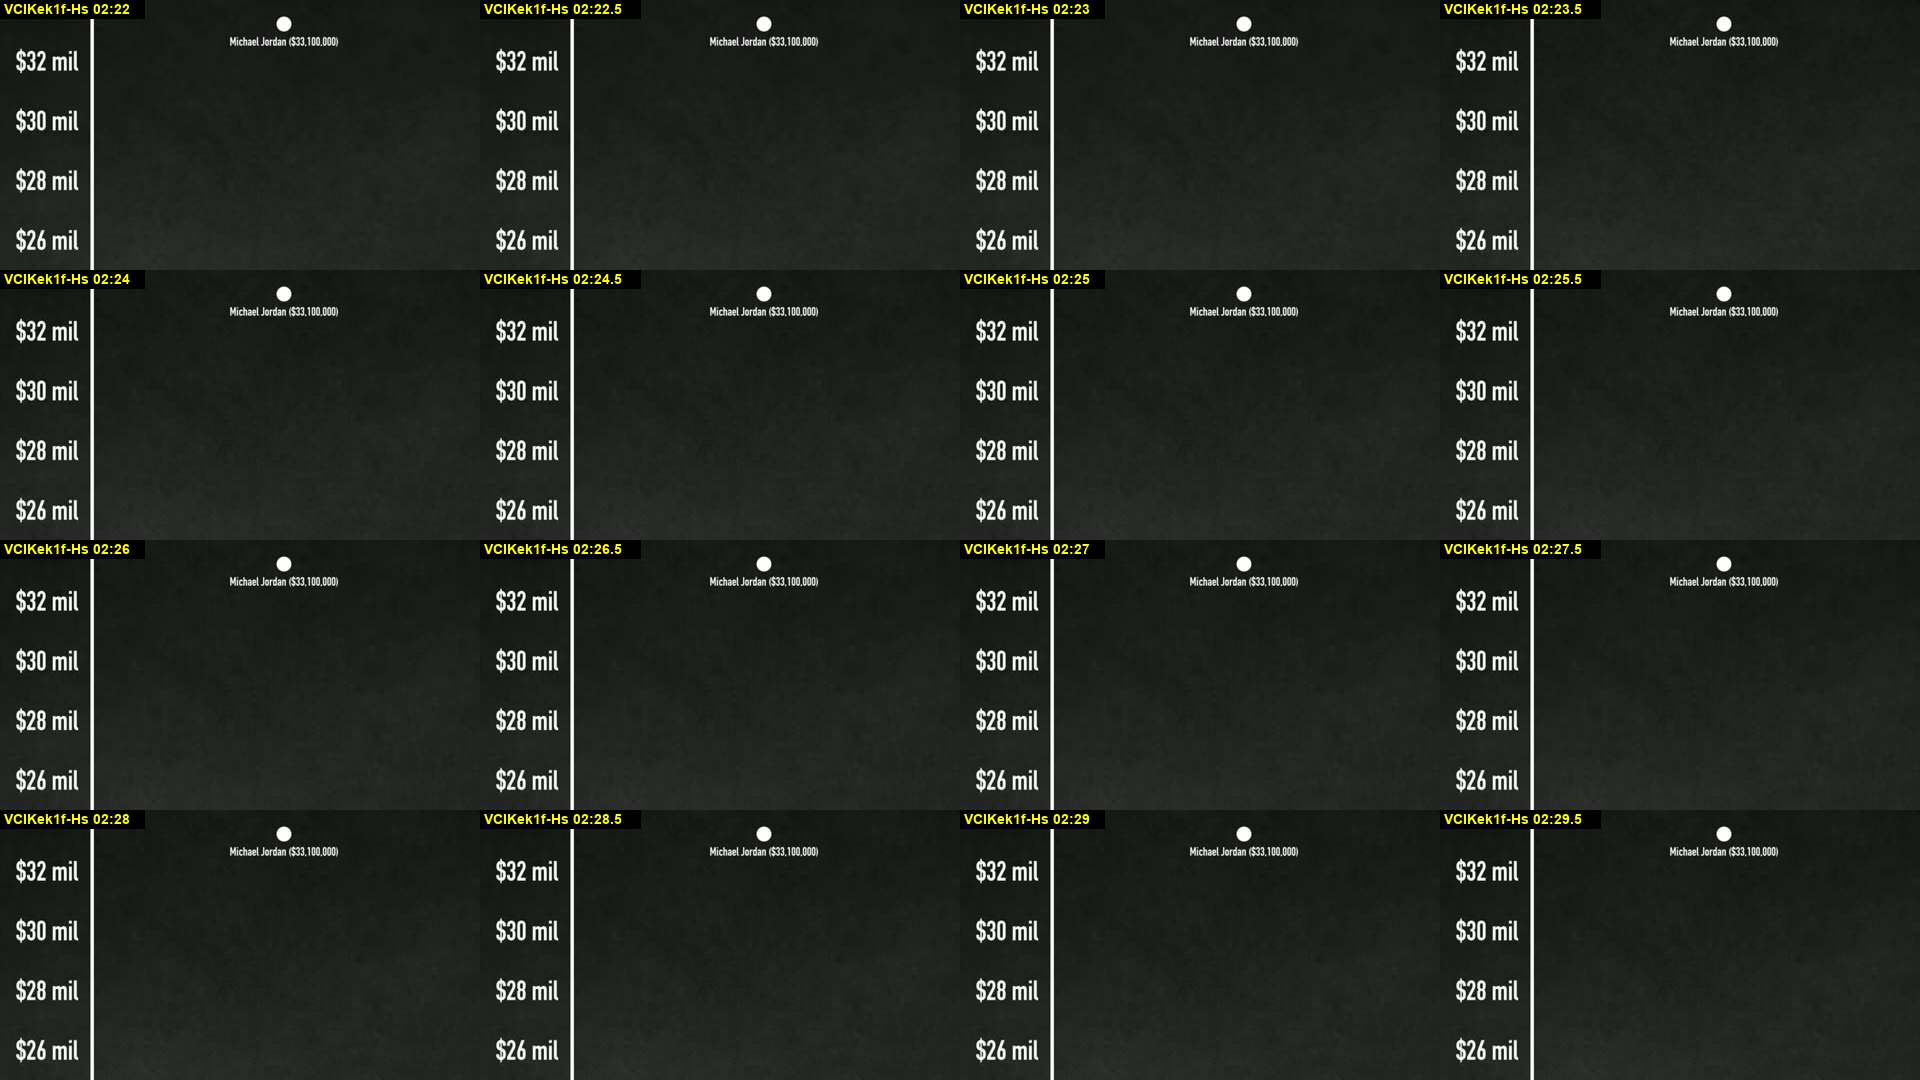 VCIKek1f-Hs 02:22
Michael Jordan ($33,100,000)
$32 mil
$30 mil
$28 mil
$26 mil
VCIKek1f-Hs 02:22.5
Michael Jordan ($33,100,000)
$32 mil
$30 mil
$28 mil
$26 mil
VCIKek1f-Hs 02:23
Michael Jordan ($33,100,000)
$32 mil
$30 mil
$28 mil
$26 mil
VCIKek1f-Hs 02:23.5
Michael Jordan ($33,100,000)
$32 mil
$30 mil
$28 mil
$26 mil
VCIKek1f-Hs 02:24
Michael Jordan ($33,100,000)
$32 mil
$30 mil
$28 mil
$26 mil
VCIKek1f-Hs 02:24.5
Michael Jordan ($33,100,000)
$32 mil
$30 mil
$28 mil
$26 mil
VCIKek1f-Hs 02:25
Michael Jordan ($33,100,000)
$32 mil
$30 mil
$28 mil
$26 mil
VCIKek1f-Hs 02:25.5
Michael Jordan ($33,100,000)
$32 mil
$30 mil
$28 mil
$26 mil
VCIKek1f-Hs 02:26
Michael Jordan ($33,100,000)
$32 mil
$30 mil
$28 mil
$26 mil
VCIKek1f-Hs 02:26.5
Michael Jordan ($33,100,000)
$32 mil
$30 mil
$28 mil
$26 mil
VCIKek1f-Hs 02:27
Michael Jordan ($33,100,000)
$32 mil
$30 mil
$28 mil
$26 mil
VCIKek1f-Hs 02:27.5
Michael Jordan ($33,100,000)
$32 mil
$30 mil
$28 mil
$26 mil
VCIKek1f-Hs 02:28
Michael Jordan ($33,100,000)
$32 mil
$30 mil
$28 mil
$26 mil
VCIKek1f-Hs 02:28.5
Michael Jordan ($33,100,000)
$32 mil
$30 mil
$28 mil
$26 mil
VCIKek1f-Hs 02:29
Michael Jordan ($33,100,000)
$32 mil
$30 mil
$28 mil
$26 mil
VCIKek1f-Hs 02:29.5
Michael Jordan ($33,100,000)
$32 mil
$30 mil
$28 mil
$26 mil